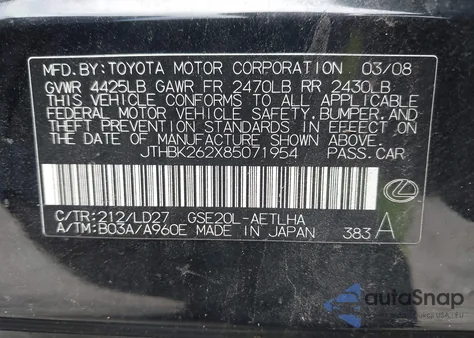 MFD.BY:TOYOTA MOTOR CORPORATION 03/08
GVWR 4425LB GAWR FR 2470LB RR 2430LB
THIS VEHICLE CONFORMS TO ALL APPLICABLE
FEDERAL MOTOR VEHICLE SAFETY,BUMPER,AND
THEFT PREVENTION STANDARDS IN EFFECT ON
THE DATE OF MANUFACTURE SHOWN ABOVE.
JTHBK262X85071954 PASS.CAR
C/TR:212/LD27 GSE20L-AETLHA
A/TM:B03A/A960E MADE IN JAPAN 383 A
autoSnap